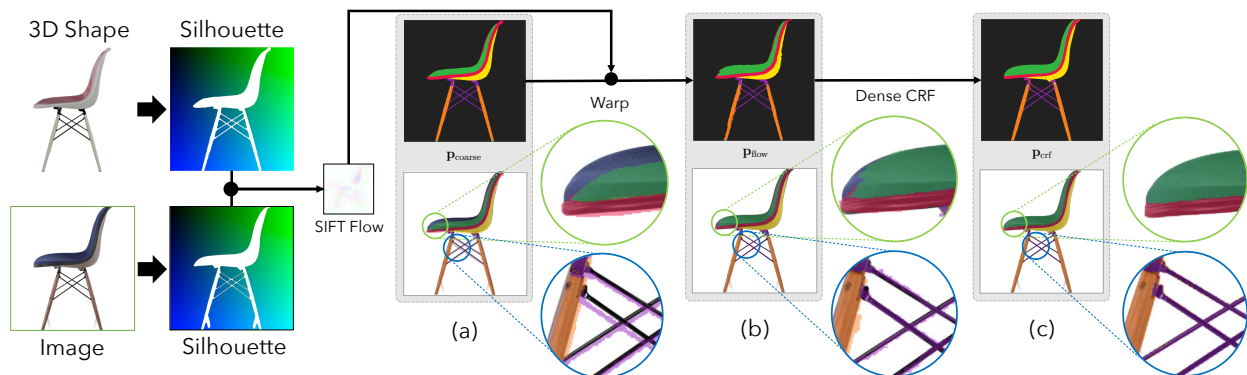 3D Shape
Silhouette
Image
Silhouette
SIFT Flow
p_coarse
(a)
Warp
p_flow
(b)
Dense CRF
p_crf
(c)